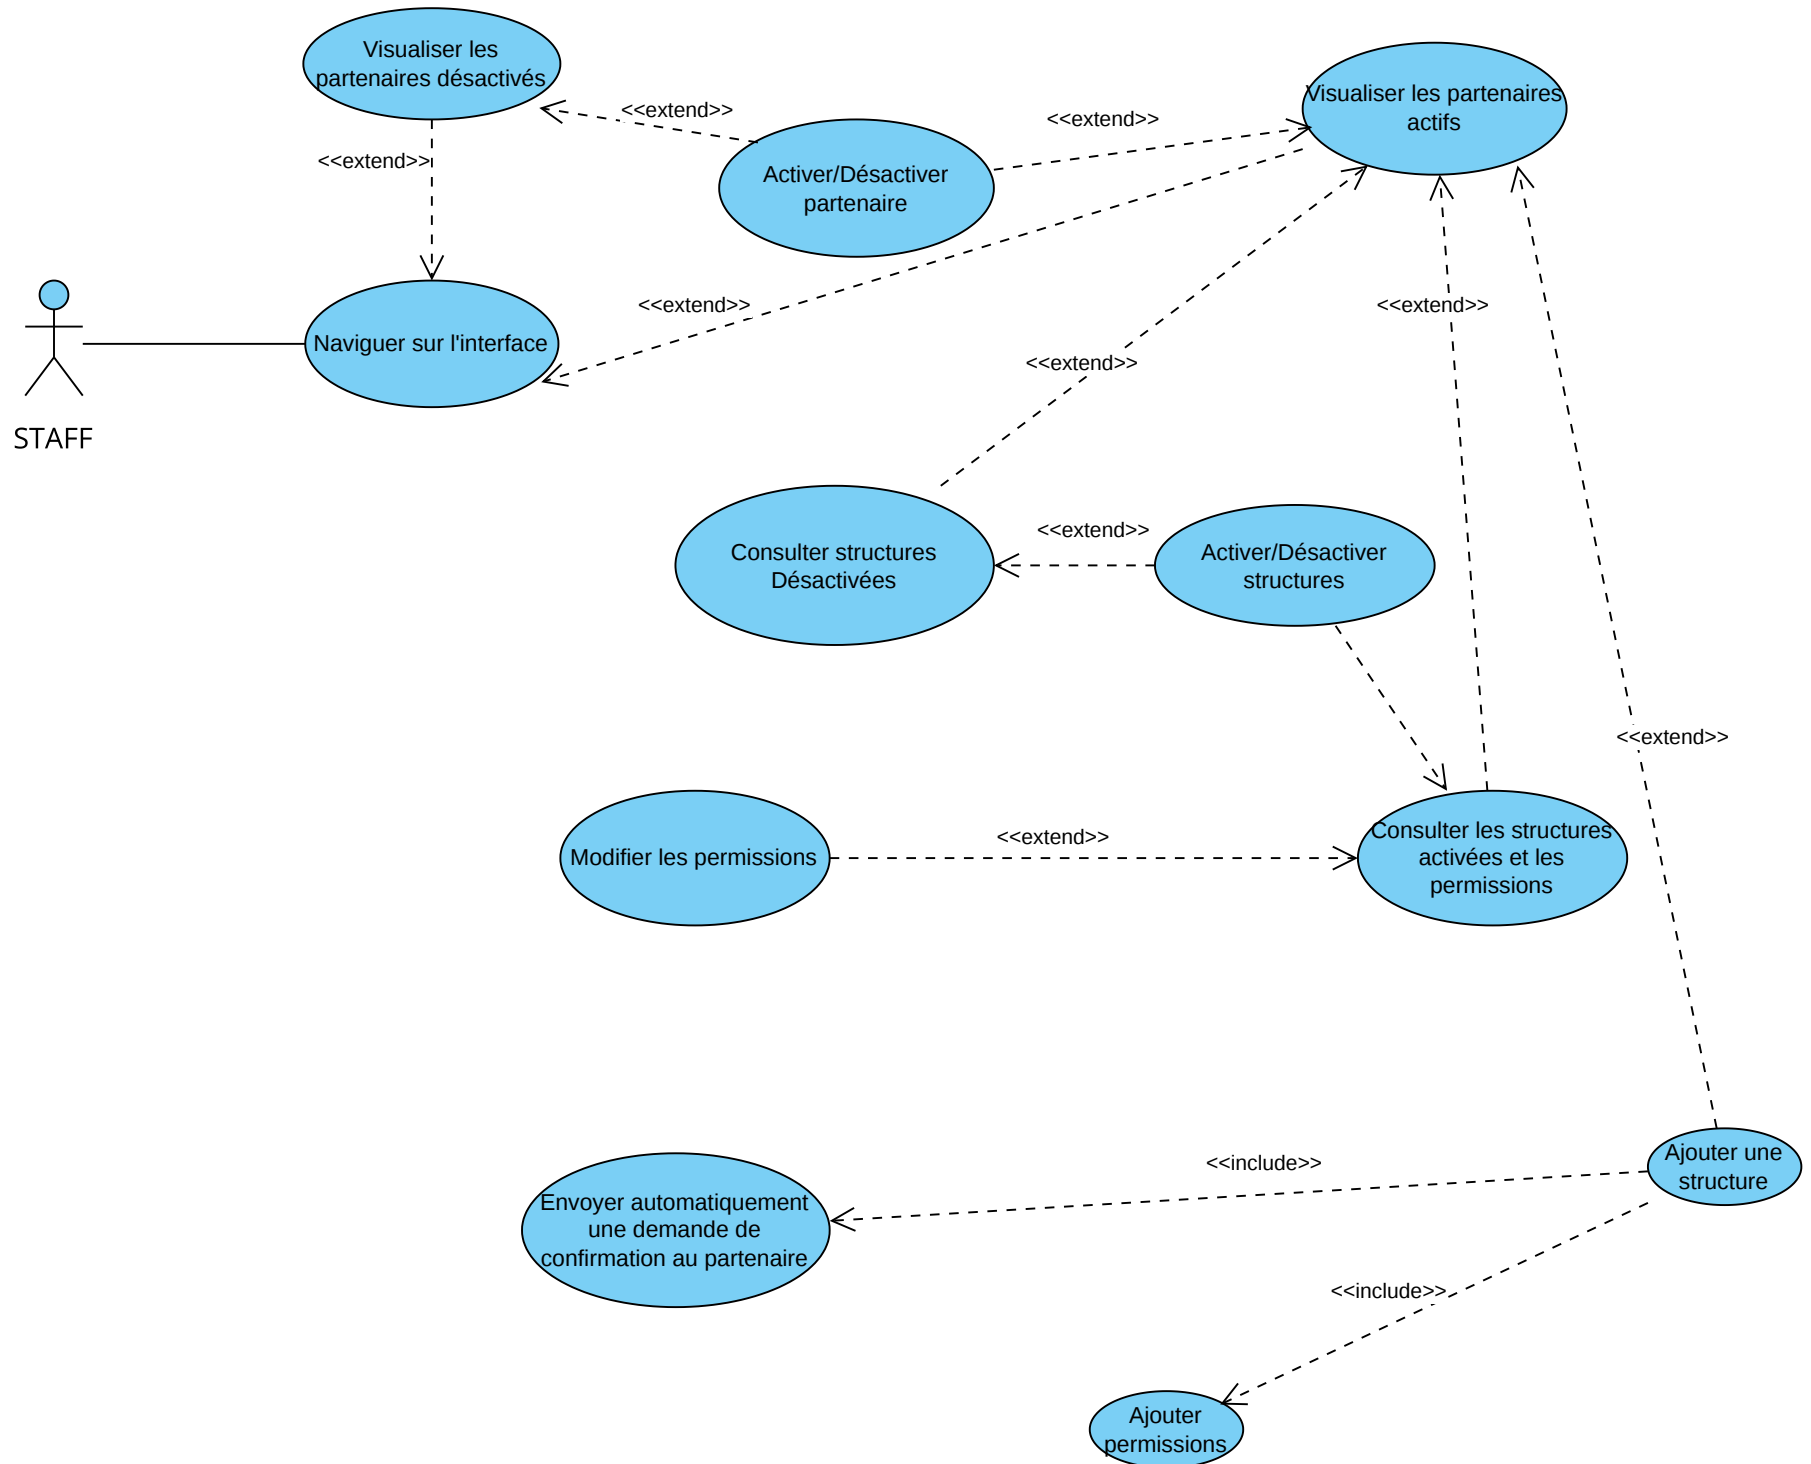 Visualiser les
partenaires désactivés
<<extend>>
<<extend>>
Visualiser les partenaires
actifs
<<extend>>
Activer/Désactiver
partenaire
Naviguer sur l'interface
<<extend>>
<<extend>>
<<extend>>
STAFF
Consulter structures
Désactivées
<<extend>>
Activer/Désactiver
structures
<<extend>>
Modifier les permissions
<<extend>>
Consulter les structures
activées et les
permissions
Ajouter une
structure
<<include>>
Envoyer automatiquement
une demande de
confirmation au partenaire
<<include>>
Ajouter
permissions